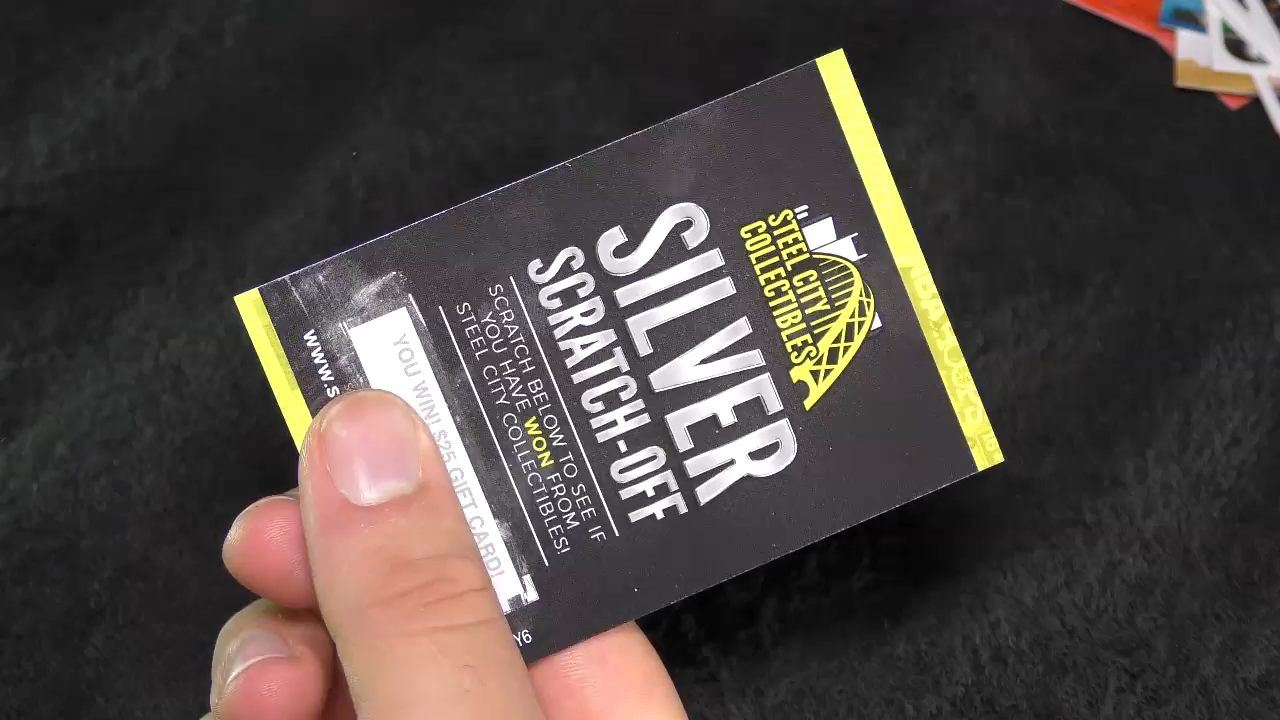 STEEL CITY
COLLECTIBLES
SILVER
SCRATCH-OFF
SCRATCH BELOW TO SEE IF
YOU HAVE WON FROM
STEEL CITY COLLECTIBLES!
YOU WIN! $25 GIFT CARD!